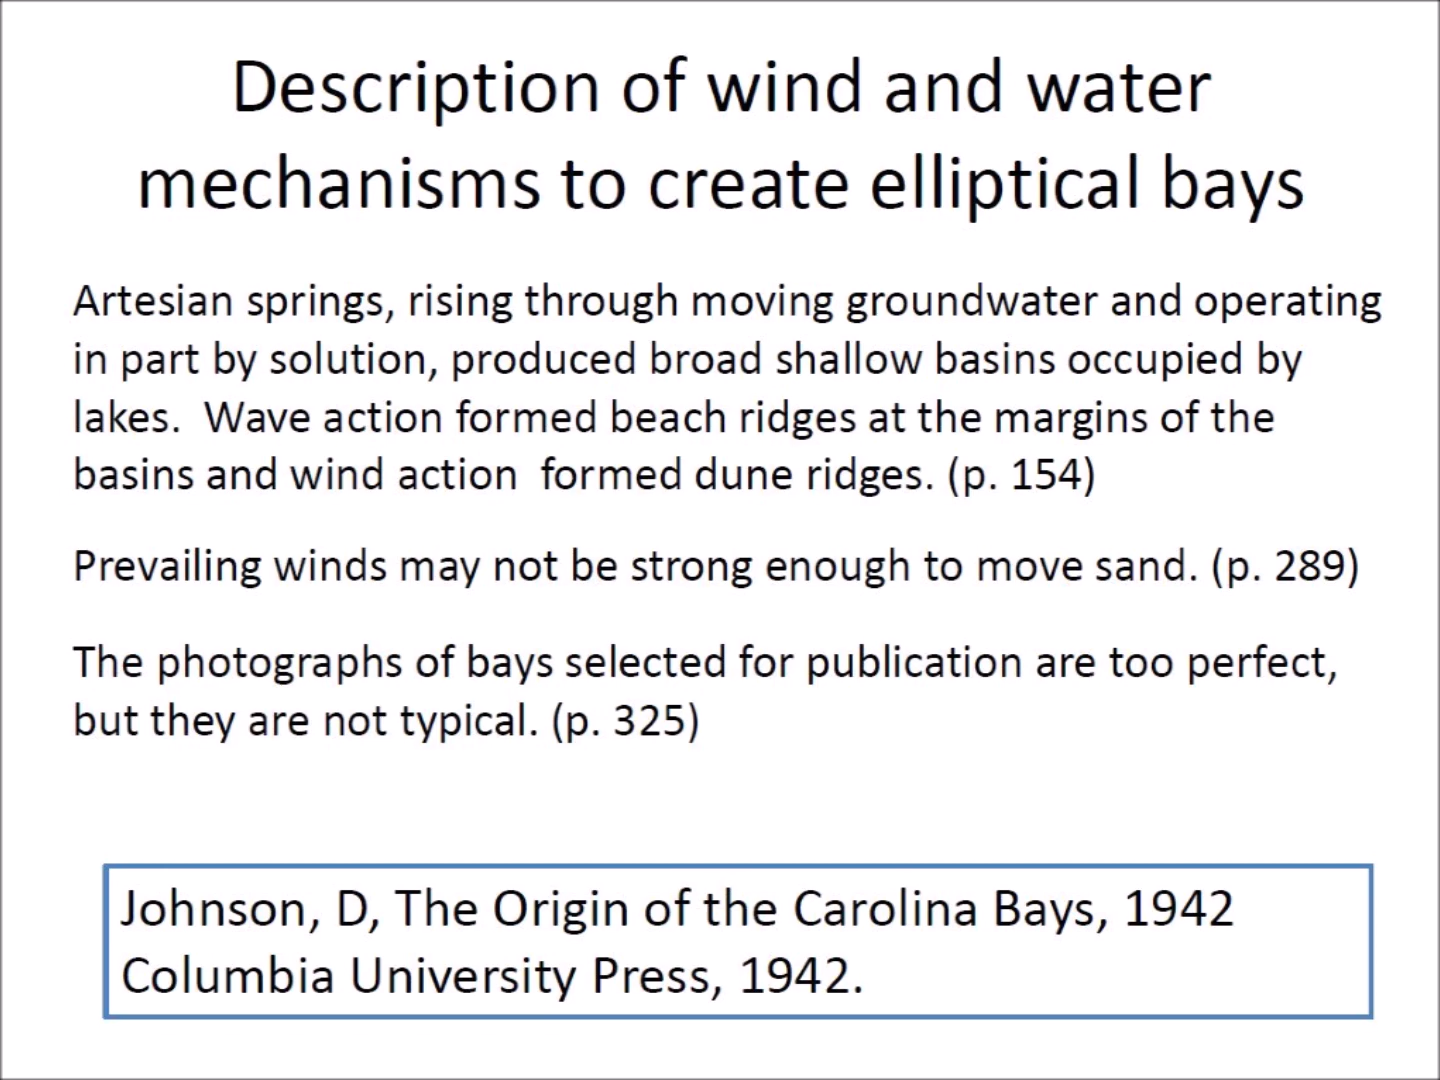 Description of wind and water
mechanisms to create elliptical bays
Artesian springs, rising through moving groundwater and operating
in part by solution, produced broad shallow basins occupied by
lakes.  Wave action formed beach ridges at the margins of the
basins and wind action  formed dune ridges. (p. 154)
Prevailing winds may not be strong enough to move sand. (p. 289)
The photographs of bays selected for publication are too perfect,
but they are not typical. (p. 325)
Johnson, D, The Origin of the Carolina Bays, 1942
Columbia University Press, 1942.